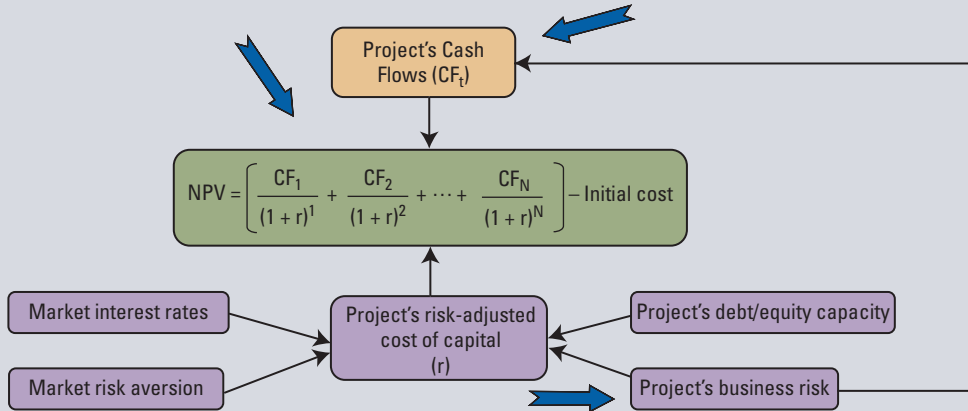 Project's Cash
Flows (CFt)
NPV = [ CF1/(1 + r)^1 + CF2/(1 + r)^2 + ··· + CFN/(1 + r)^N ] – Initial cost
Market interest rates
Project's risk-adjusted
cost of capital
(r)
Project's debt/equity capacity
Market risk aversion
Project's business risk